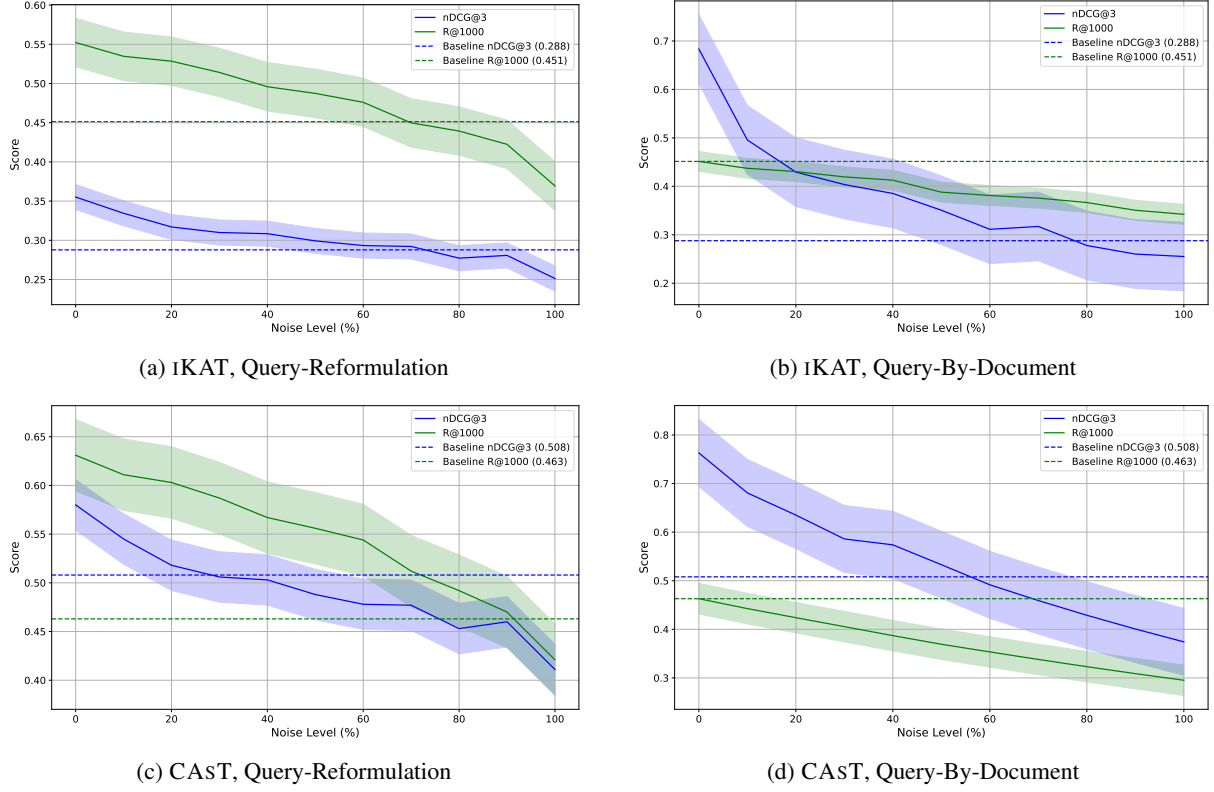 nDCG@3
R@1000
Baseline nDCG@3 (0.288)
Baseline R@1000 (0.451)
0.55
0.50
0.45
0.40
0.35
0.30
0.25
Score
0 20 40 60 80 100
Noise Level (%)
(a) IKAT, Query-Reformulation
nDCG@3
R@1000
Baseline nDCG@3 (0.288)
Baseline R@1000 (0.451)
0.7
0.6
0.5
0.4
0.3
0.2
Score
0 20 40 60 80 100
Noise Level (%)
(b) IKAT, Query-By-Document
nDCG@3
R@1000
Baseline nDCG@3 (0.508)
Baseline R@1000 (0.463)
0.65
0.60
0.55
0.50
0.45
0.40
Score
0 20 40 60 80 100
Noise Level (%)
(c) CAST, Query-Reformulation
nDCG@3
R@1000
Baseline nDCG@3 (0.508)
Baseline R@1000 (0.463)
0.8
0.7
0.6
0.5
0.4
0.3
Score
0 20 40 60 80 100
Noise Level (%)
(d) CAST, Query-By-Document